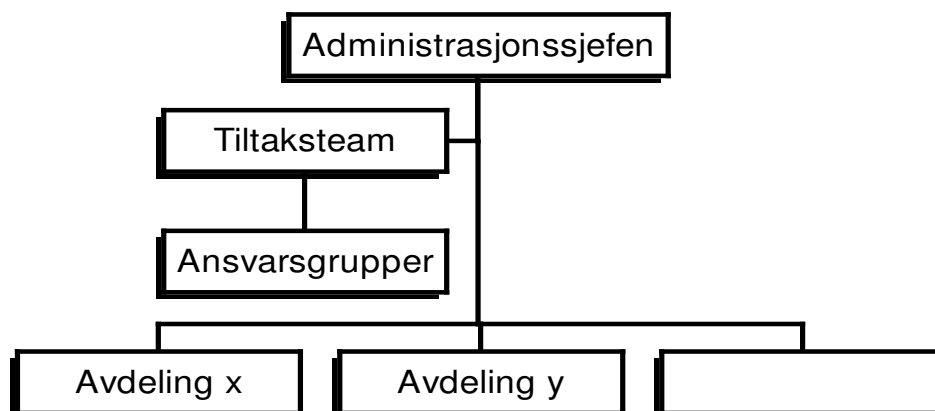 Administrasjonssjefen
Tiltaksteam
Ansvarsgrupper
Avdeling x
Avdeling y